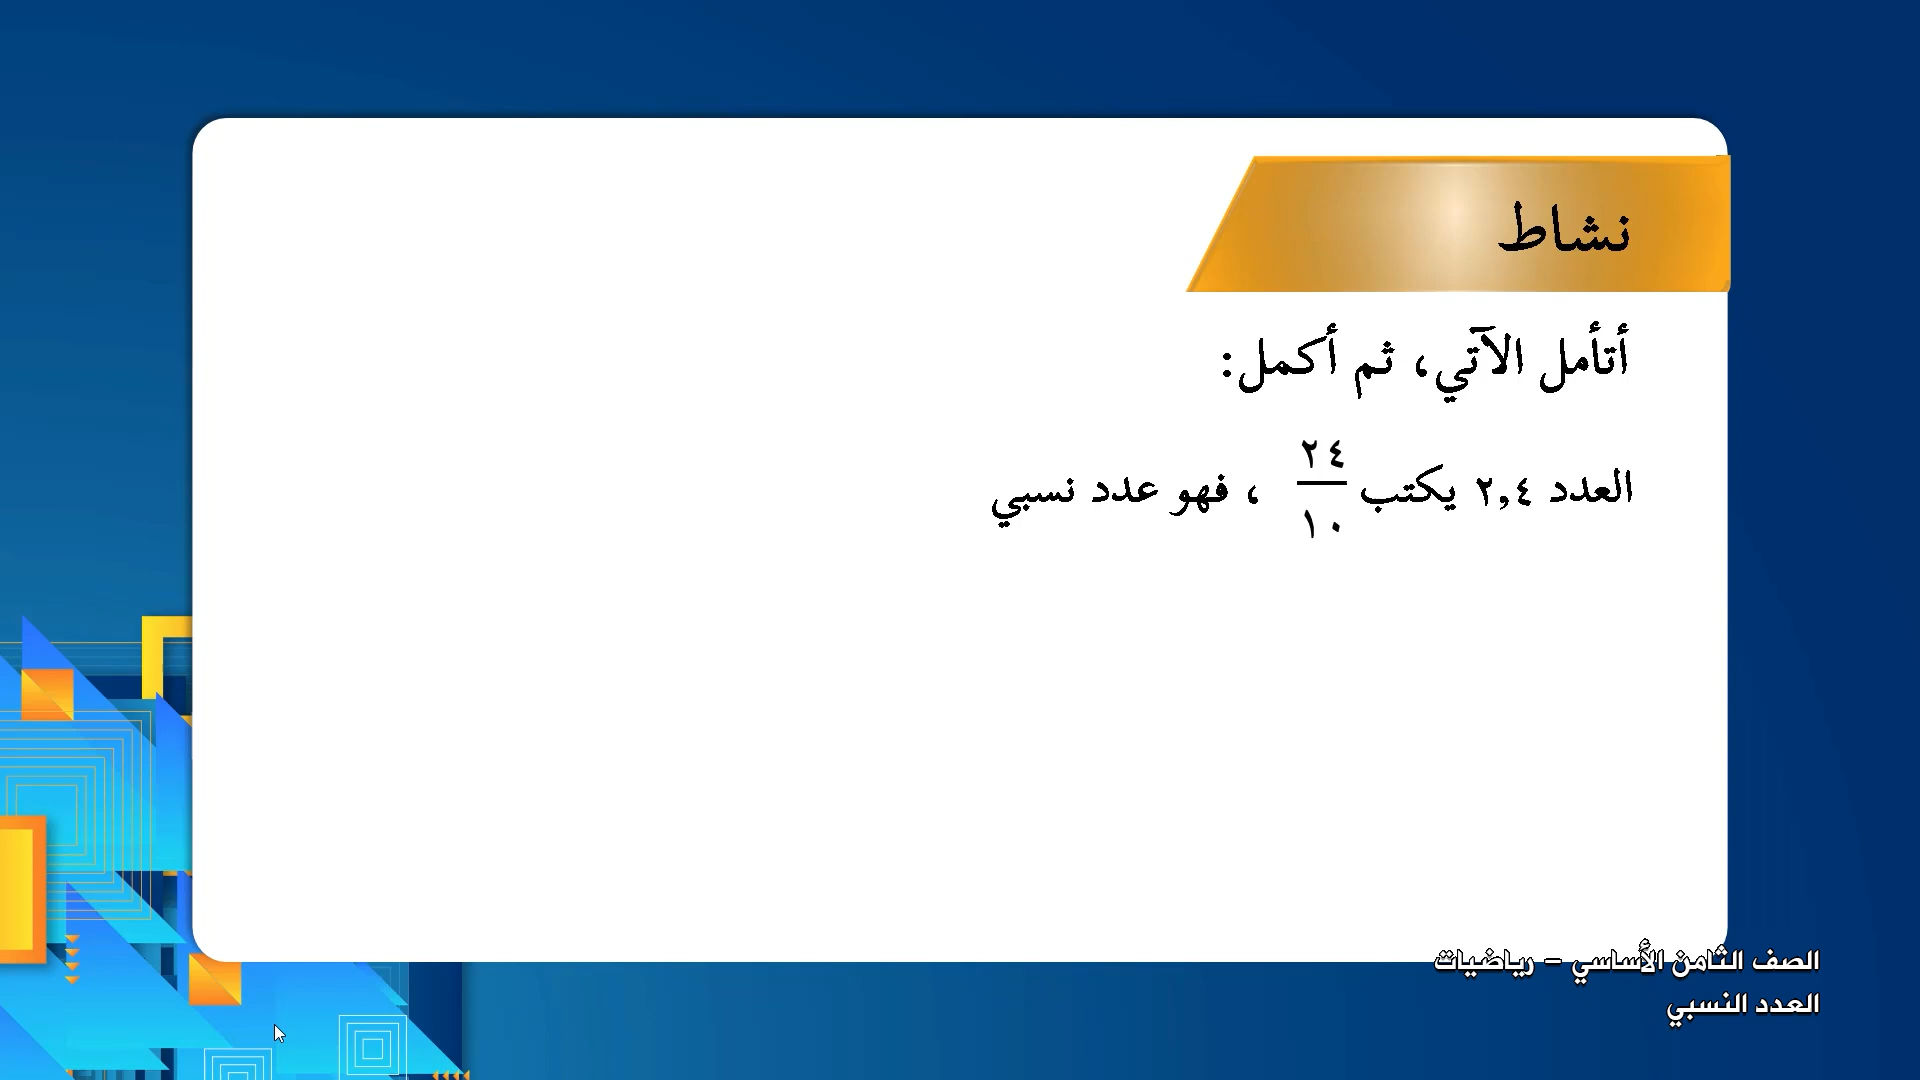 نشاط
أتأمل الآتي، ثم أكمل:
العدد ٢,٤ يكتب ٢٤/١٠ ، فهو عدد نسبي
الصف الثامن الأساسي – رياضيات
العدد النسبي